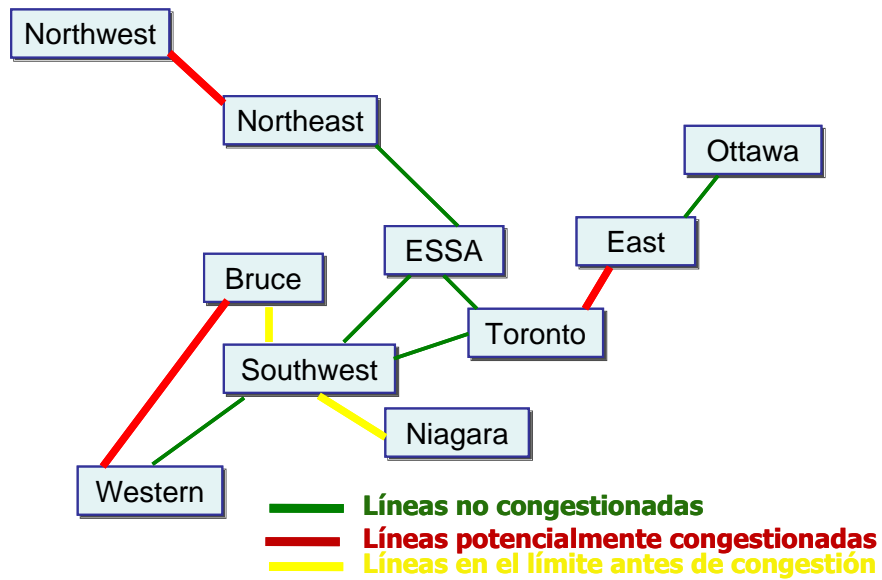 Northwest
Northeast
Ottawa
East
ESSA
Bruce
Toronto
Southwest
Niagara
Western
Líneas no congestionadas
Líneas potencialmente congestionadas
Líneas en el límite antes de congestión